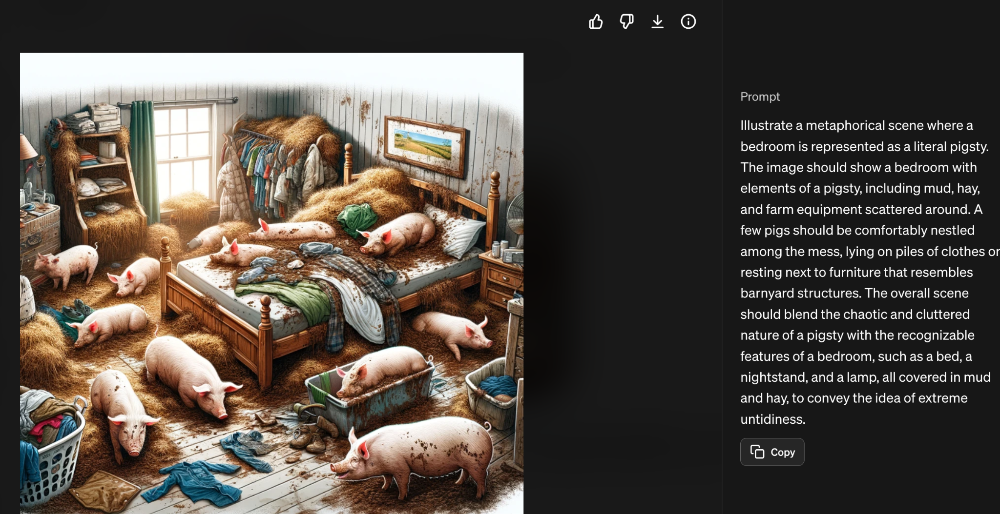 Prompt
Illustrate a metaphorical scene where a
bedroom is represented as a literal pigsty.
The image should show a bedroom with
elements of a pigsty, including mud, hay,
and farm equipment scattered around. A
few pigs should be comfortably nestled
among the mess, lying on piles of clothes or
resting next to furniture that resembles
barnyard structures. The overall scene
should blend the chaotic and cluttered
nature of a pigsty with the recognizable
features of a bedroom, such as a bed, a
nightstand, and a lamp, all covered in mud
and hay, to convey the idea of extreme
untidiness.
Copy